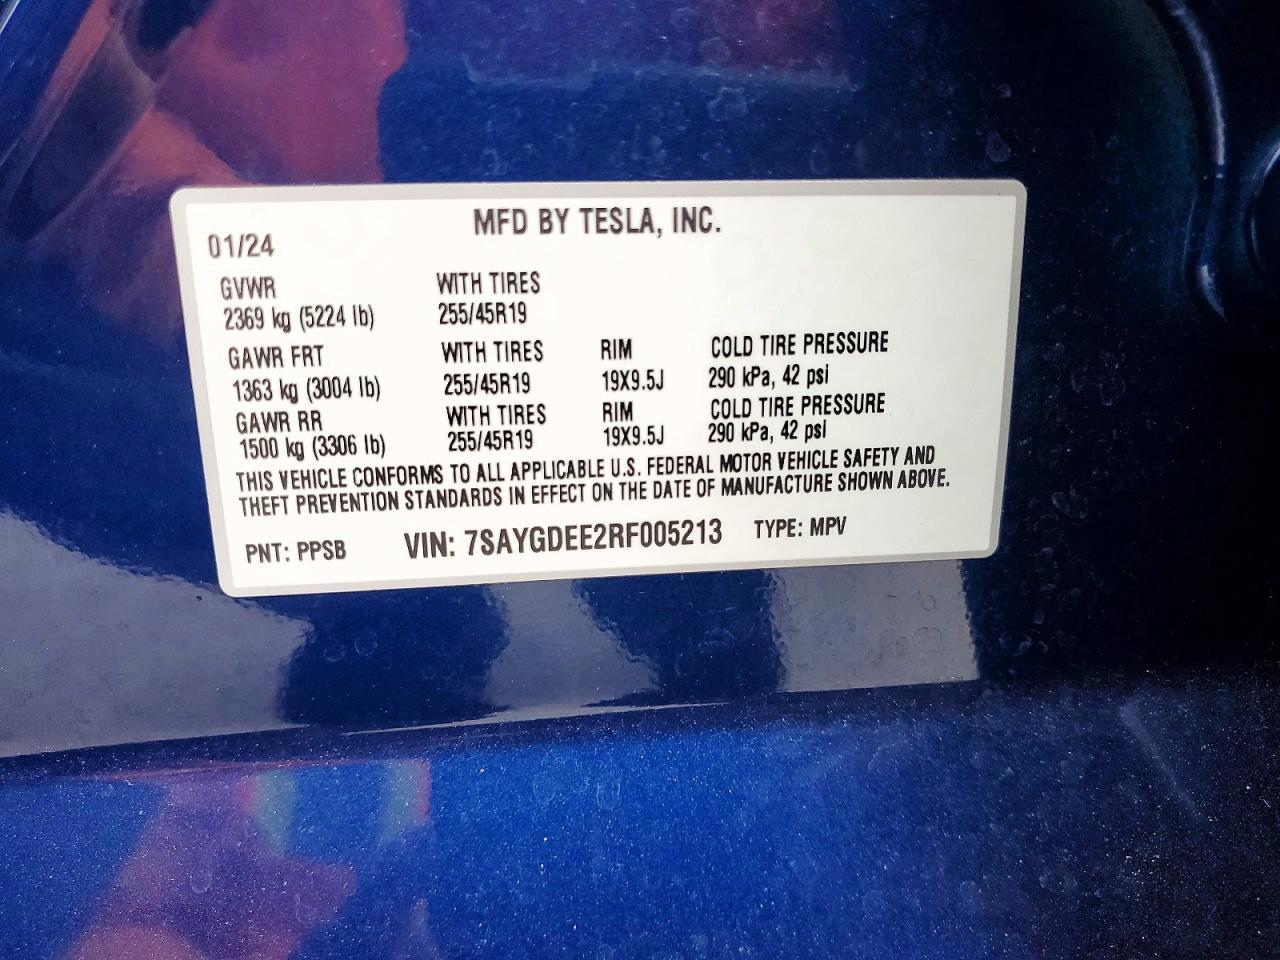 MFD BY TESLA, INC.
01/24
GVWR WITH TIRES
2369 kg (5224 lb) 255/45R19
GAWR FRT WITH TIRES RIM COLD TIRE PRESSURE
1363 kg (3004 lb) 255/45R19 19X9.5J 290 kPa, 42 psi
GAWR RR WITH TIRES RIM COLD TIRE PRESSURE
1500 kg (3306 lb) 255/45R19 19X9.5J 290 kPa, 42 psi
THIS VEHICLE CONFORMS TO ALL APPLICABLE U.S. FEDERAL MOTOR VEHICLE SAFETY AND
THEFT PREVENTION STANDARDS IN EFFECT ON THE DATE OF MANUFACTURE SHOWN ABOVE.
PNT: PPSB VIN: 7SAYGDEE2RF005213 TYPE: MPV